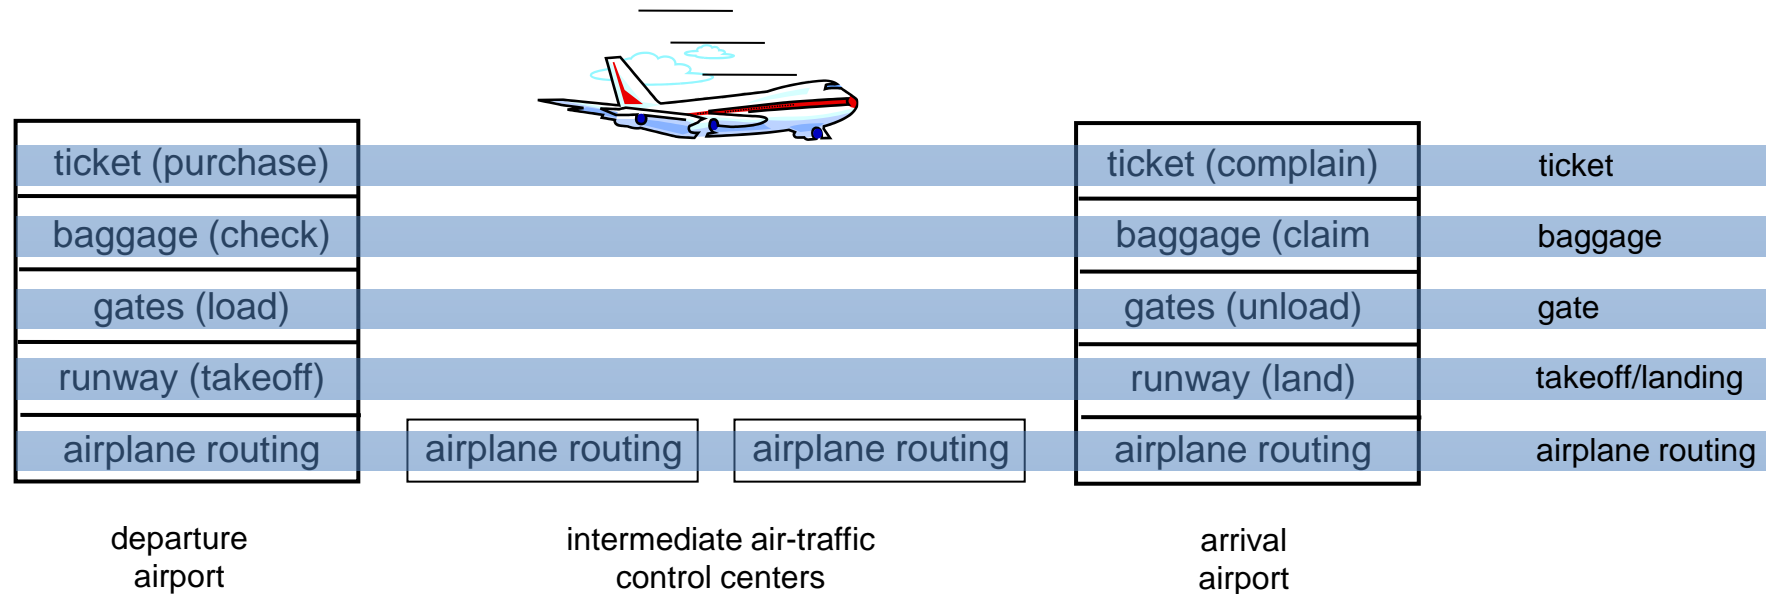 ticket (purchase)
ticket (complain)
ticket
baggage (check)
baggage (claim
baggage
gates (load)
gates (unload)
gate
runway (takeoff)
runway (land)
takeoff/landing
airplane routing
airplane routing
airplane routing
airplane routing
airplane routing
departure
airport
intermediate air-traffic
control centers
arrival
airport